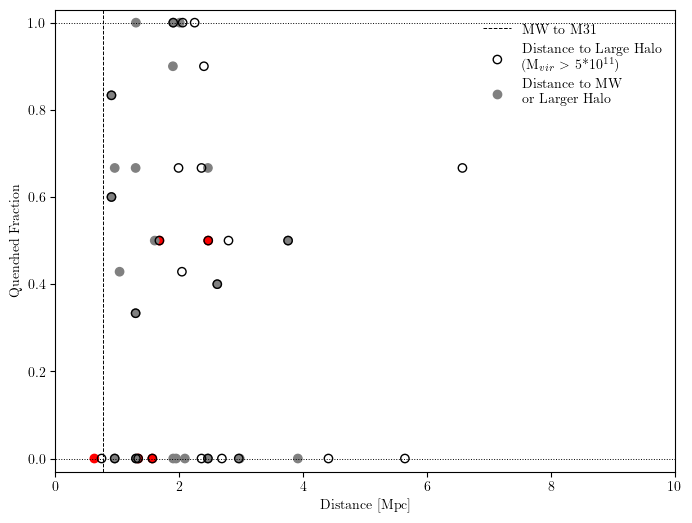 1.0
0.8
0.6
0.4
0.2
0.0
Quenched Fraction
MW to M31
Distance to Large Halo
(M_vir > 5*10^11)
Distance to MW
or Larger Halo
0 2 4 6 8 10
Distance [Mpc]